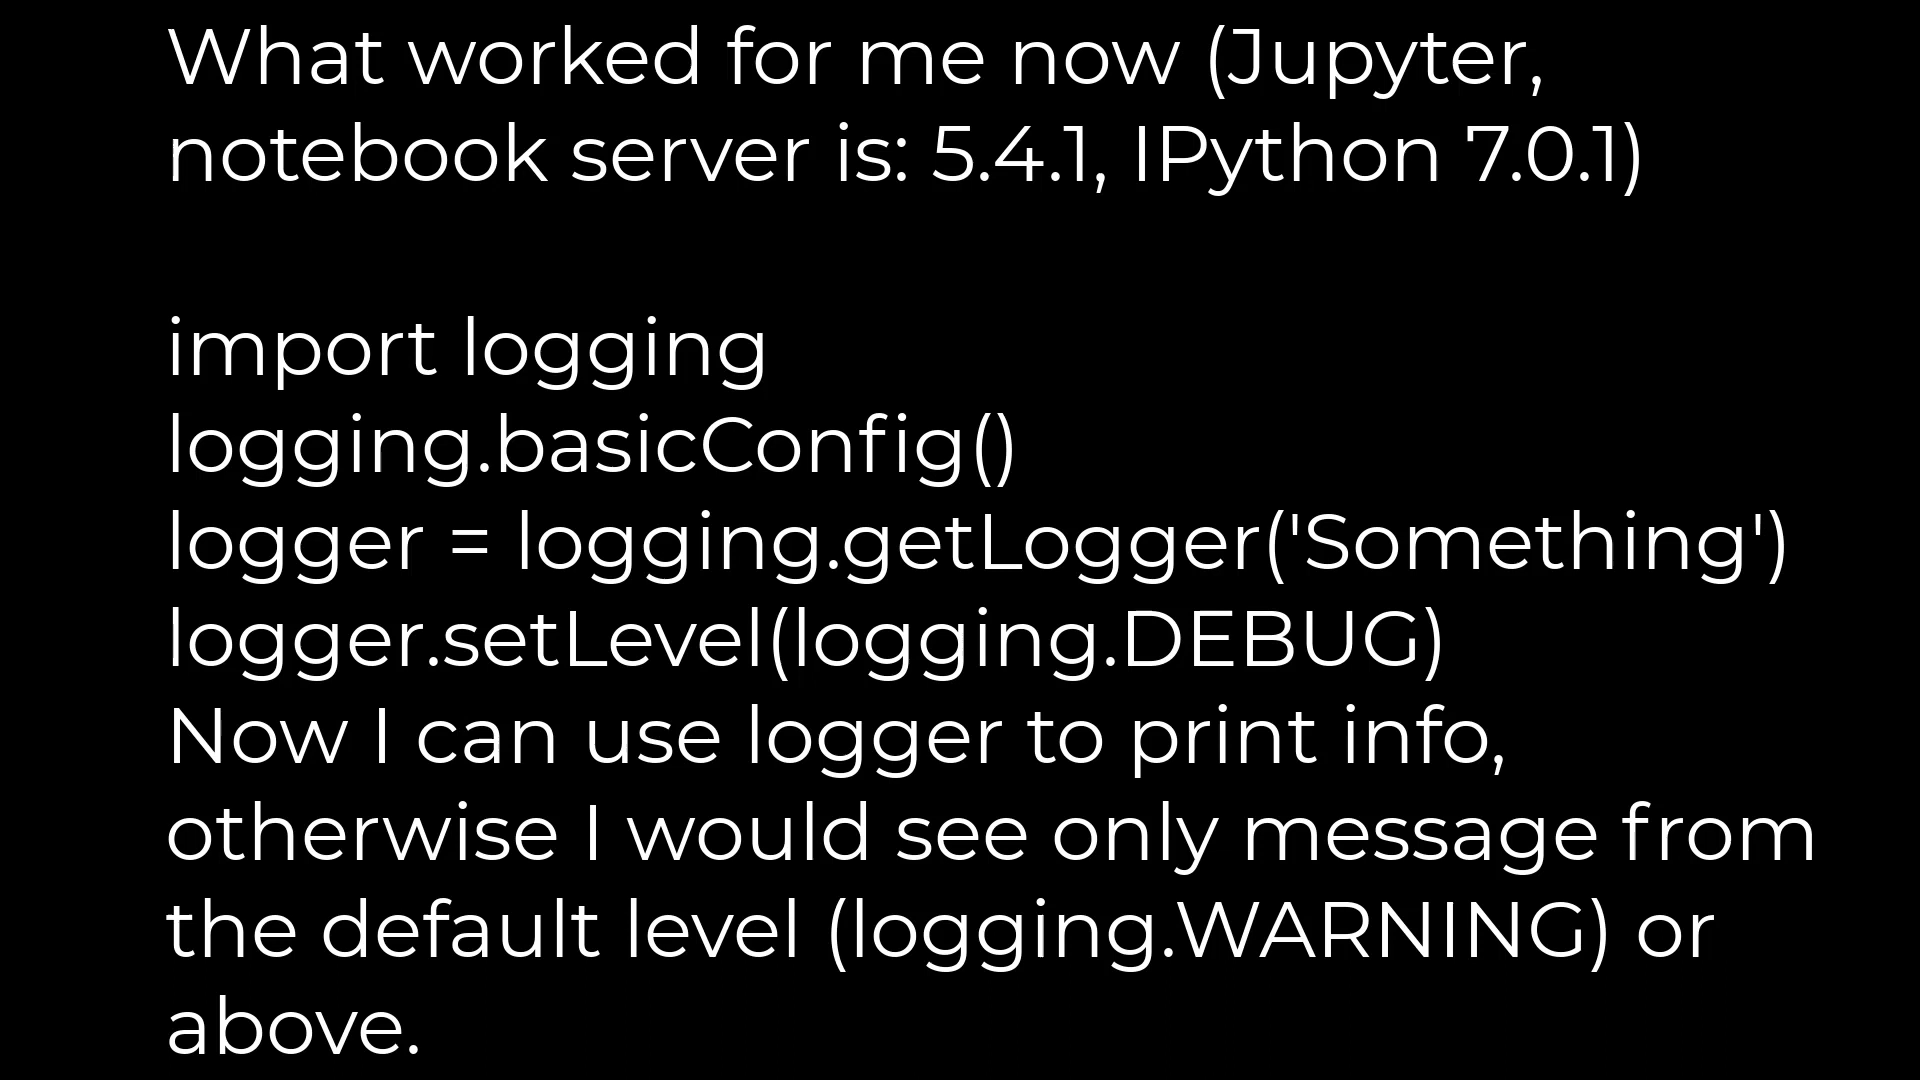 What worked for me now (Jupyter,
notebook server is: 5.4.1, IPython 7.0.1)
import logging
logging.basicConfig()
logger = logging.getLogger('Something')
logger.setLevel(logging.DEBUG)
Now I can use logger to print info,
otherwise I would see only message from
the default level (logging.WARNING) or
above.